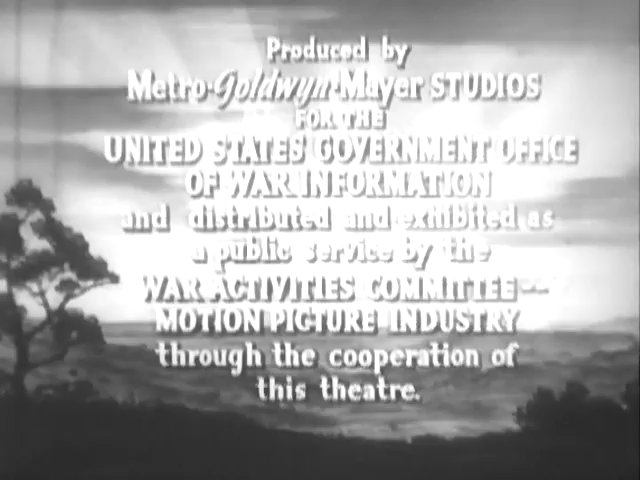 Produced by
Metro-Goldwyn-Mayer STUDIOS
FOR THE
UNITED STATES GOVERNMENT OFFICE
OF WAR INFORMATION
and distributed and exhibited as
a public service by the
WAR ACTIVITIES COMMITTEE—
MOTION PICTURE INDUSTRY
through the cooperation of
this theatre.